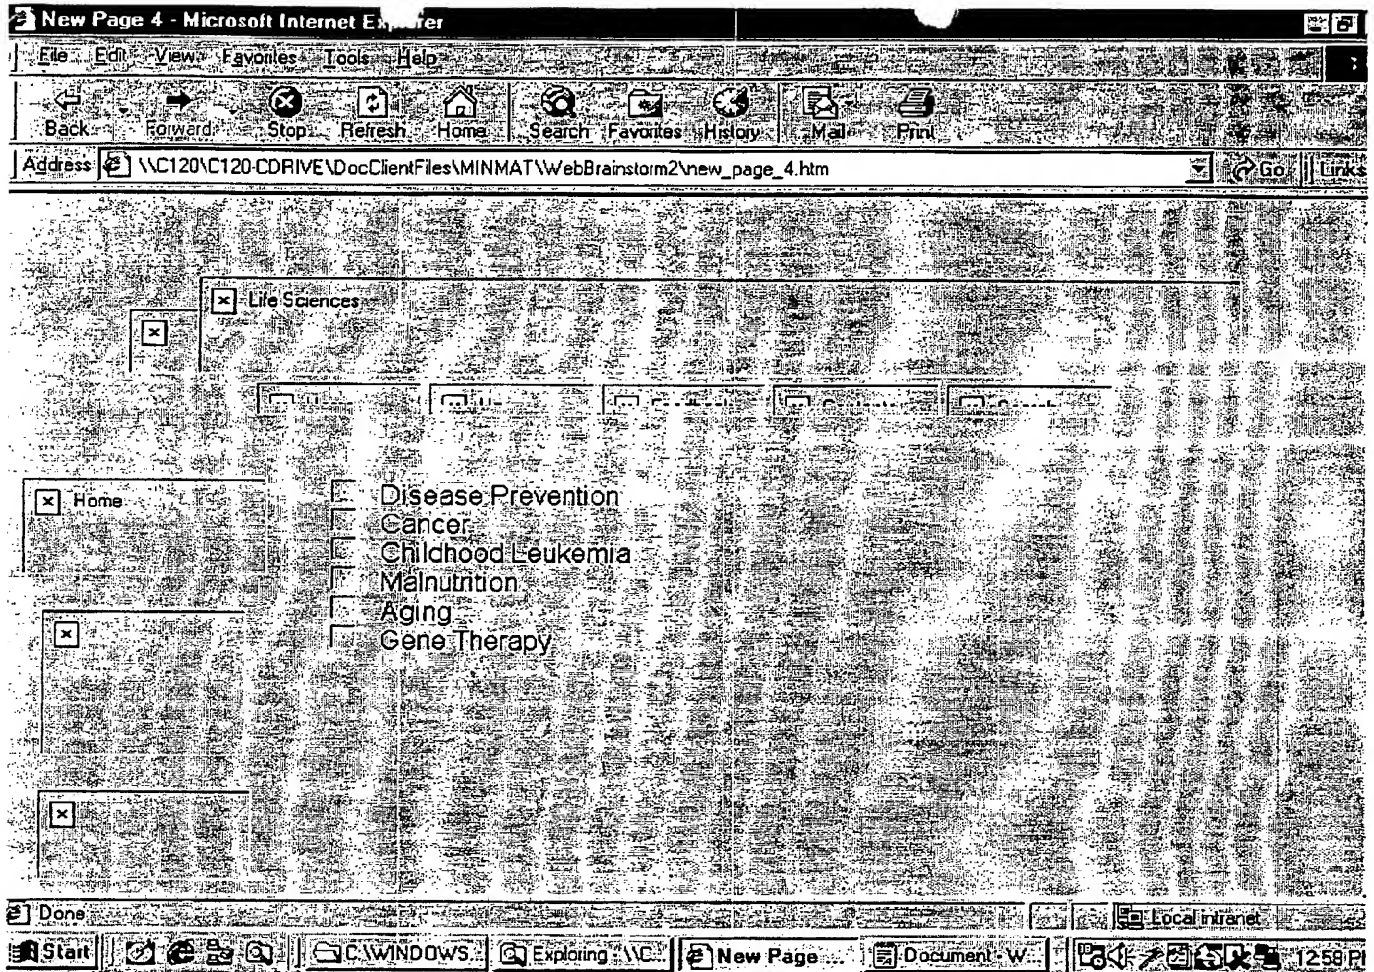 New Page 4 - Microsoft Internet Explorer
File Edit View Favorites Tools Help
Back Forward Stop Refresh Home Search Favorites History Mail Print
Address \\C120\C120-CDRIVE\DocClientFiles\MINMAT\WebBrainstorm2\new_page_4.htm Go Links
Life Sciences
Home
Disease Prevention
Cancer
Childhood Leukemia
Malnutrition
Aging
Gene Therapy
Done Local intranet
Start C:\WINDOWS... Exploring - \\C... New Page ... Document - W... 12:59 P